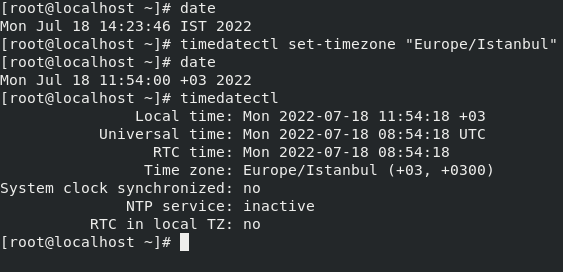 [root@localhost ~]# date
Mon Jul 18 14:23:46 IST 2022
[root@localhost ~]# timedatectl set-timezone "Europe/Istanbul"
[root@localhost ~]# date
Mon Jul 18 11:54:00 +03 2022
[root@localhost ~]# timedatectl
Local time: Mon 2022-07-18 11:54:18 +03
Universal time: Mon 2022-07-18 08:54:18 UTC
RTC time: Mon 2022-07-18 08:54:18
Time zone: Europe/Istanbul (+03, +0300)
System clock synchronized: no
NTP service: inactive
RTC in local TZ: no
[root@localhost ~]#